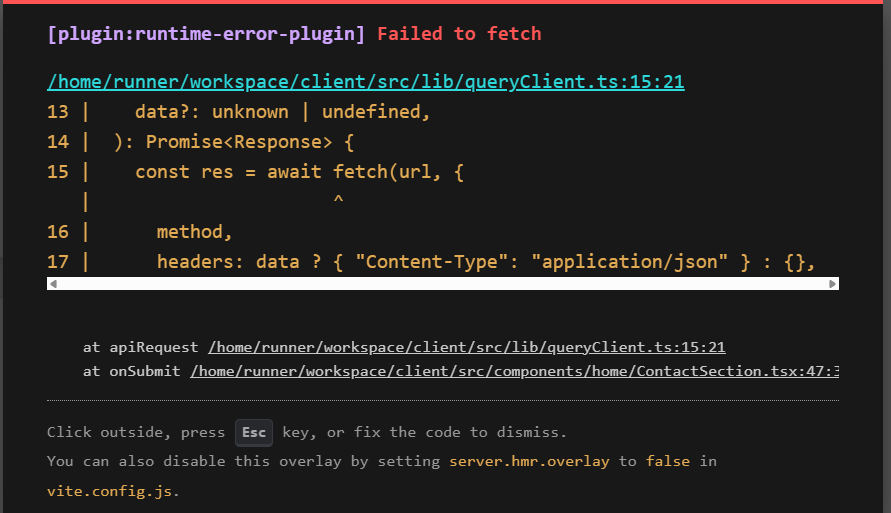 [plugin:runtime-error-plugin] Failed to fetch
/home/runner/workspace/client/src/lib/queryClient.ts:15:21
13 |    data?: unknown | undefined,
14 |  ): Promise<Response> {
15 |    const res = await fetch(url, {
   |                      ^
16 |      method,
17 |      headers: data ? { "Content-Type": "application/json" } : {},
at apiRequest /home/runner/workspace/client/src/lib/queryClient.ts:15:21
at onSubmit /home/runner/workspace/client/src/components/home/ContactSection.tsx:47:
Click outside, press Esc key, or fix the code to dismiss.
You can also disable this overlay by setting server.hmr.overlay to false in
vite.config.js.